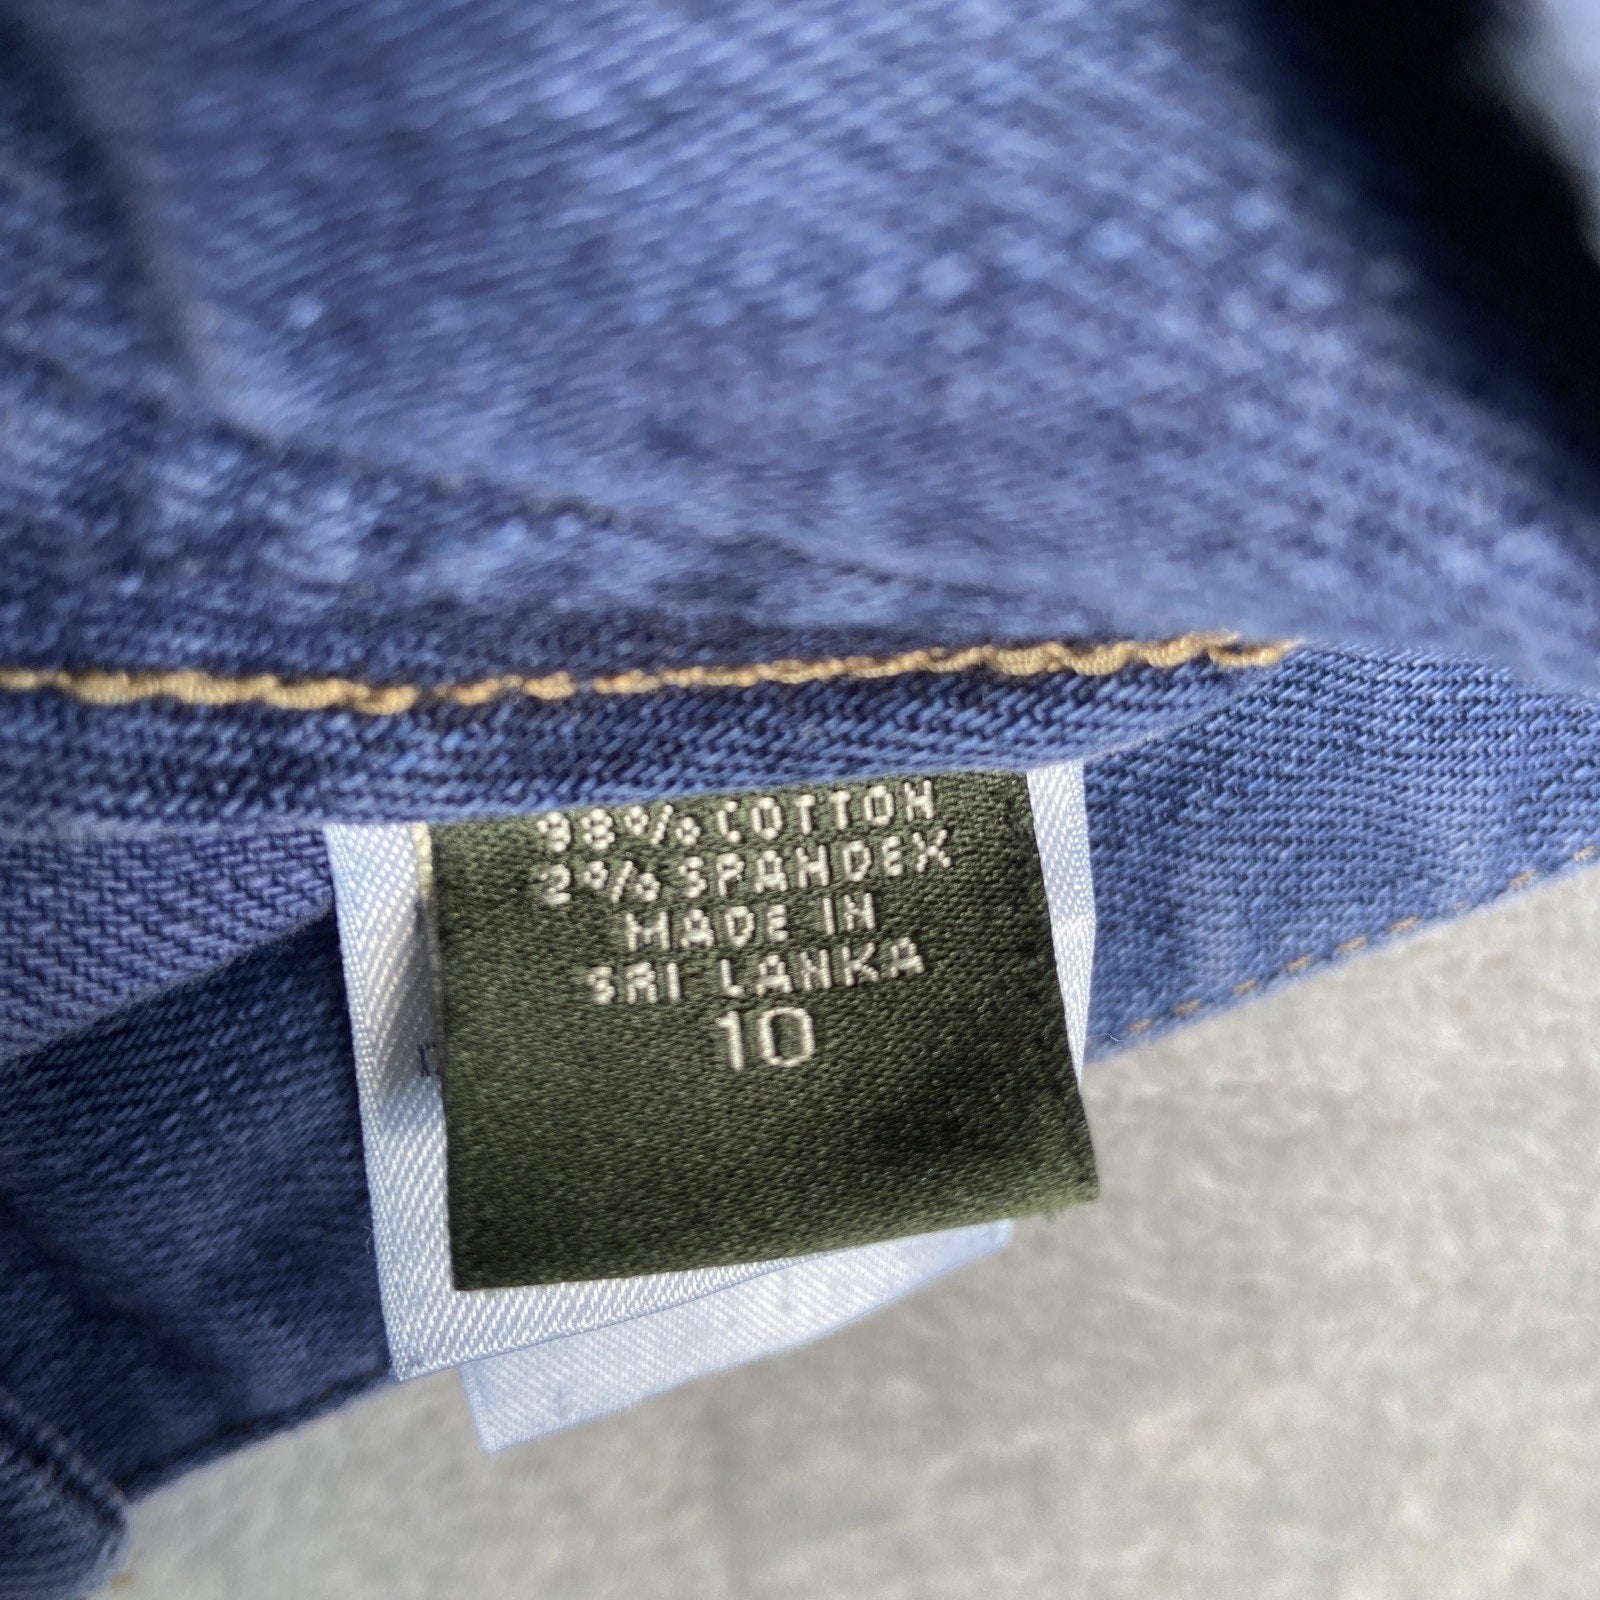 98% COTTON
2% SPANDEX
MADE IN
SRI LANKA
10